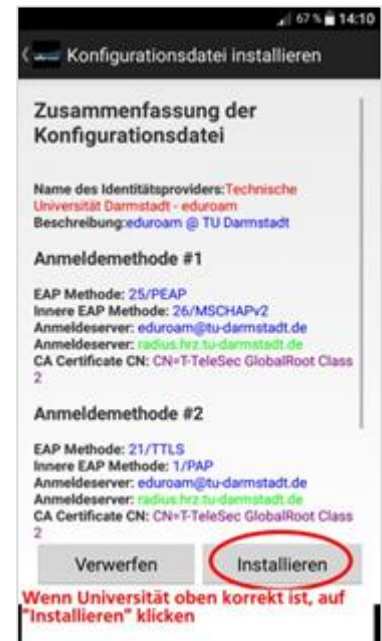 67 % 14:10
Konfigurationsdatei installieren
Zusammenfassung der
Konfigurationsdatei
Name des Identitätsproviders:Technische
Universität Darmstadt - eduroam
Beschreibung:eduroam @ TU Darmstadt
Anmeldemethode #1
EAP Methode: 25/PEAP
Innere EAP Methode: 26/MSCHAPv2
Anmeldeserver: eduroam@tu-darmstadt.de
Anmeldeserver: radius.hrz.tu-darmstadt.de
CA Certificate CN: CN=T-TeleSec GlobalRoot Class
2
Anmeldemethode #2
EAP Methode: 21/TTLS
Innere EAP Methode: 1/PAP
Anmeldeserver: eduroam@tu-darmstadt.de
Anmeldeserver: radius.hrz.tu-darmstadt.de
CA Certificate CN: CN=T-TeleSec GlobalRoot Class
2
Verwerfen Installieren
Wenn Universität oben korrekt ist, auf
"Installieren" klicken